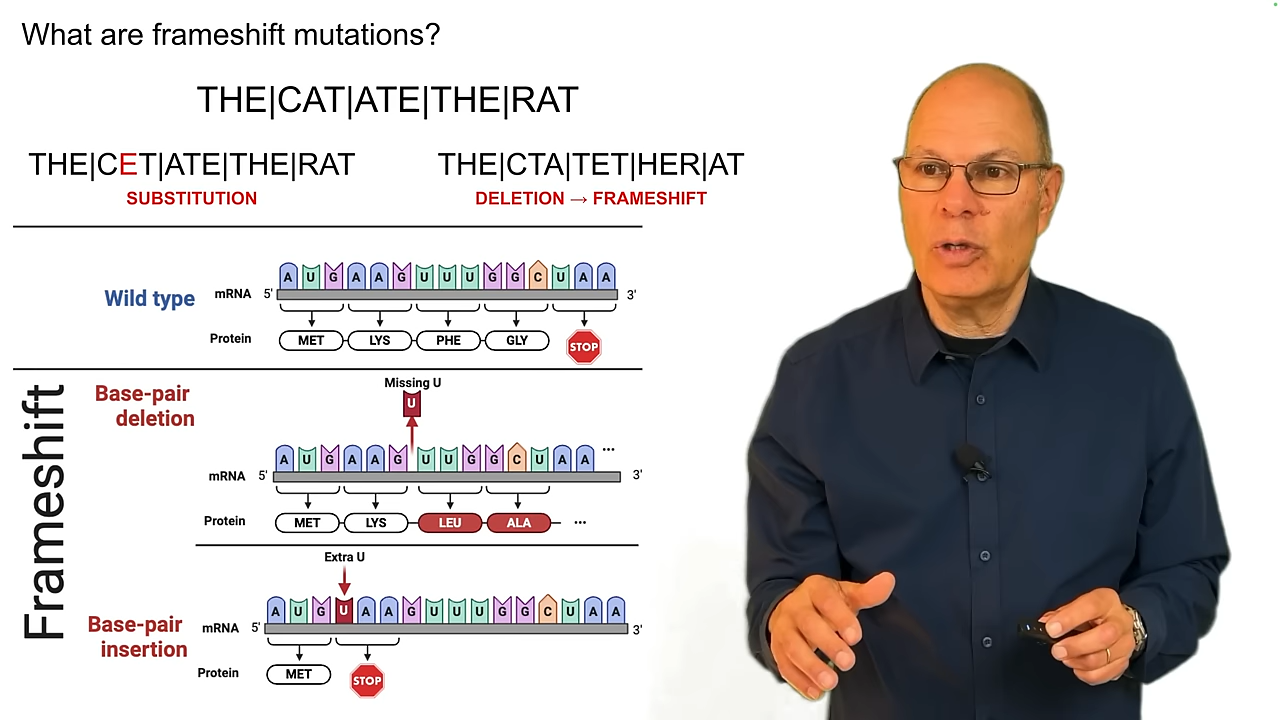 What are frameshift mutations?
THE|CAT|ATE|THE|RAT
THE|CET|ATE|THE|RAT
SUBSTITUTION
THE|CTA|TET|HER|AT
DELETION → FRAMESHIFT
Wild type
mRNA 5' A U G A A G U U U G G C U A A 3'
Protein MET LYS PHE GLY STOP
Frameshift
Base-pair
deletion
Missing U
U
mRNA 5' A U G A A G U U G G C U A A ... 3'
Protein MET LYS LEU ALA ...
Base-pair
insertion
Extra U
mRNA 5' A U G U A A G U U U G G C U A A 3'
Protein MET STOP